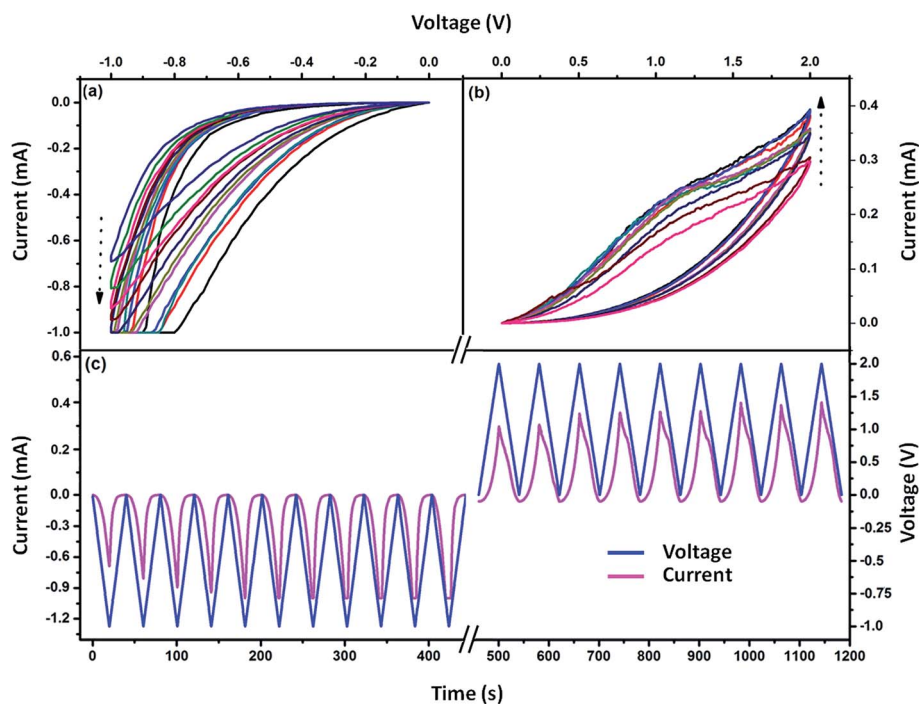 Voltage (V)
-1.0 -0.8 -0.6 -0.4 -0.2 0.0 0.0 0.5 1.0 1.5 2.0
(a)
(b)
Current (mA)
0.0
-0.2
-0.4
-0.6
-0.8
-1.0
0.4
0.3
0.2
0.1
0.0
Current (mA)
(c)
Current (mA) Current (mA)
0.6
0.4
0.2
0.0
-0.3
-0.6
-0.9
-1.2
2.0
1.5
1.0
0.5
0.0
-0.25
-0.5
-0.75
-1.0
Voltage (V)
Voltage
Current
0 100 200 300 400 500 600 700 800 900 1000 1100 1200
Time (s)